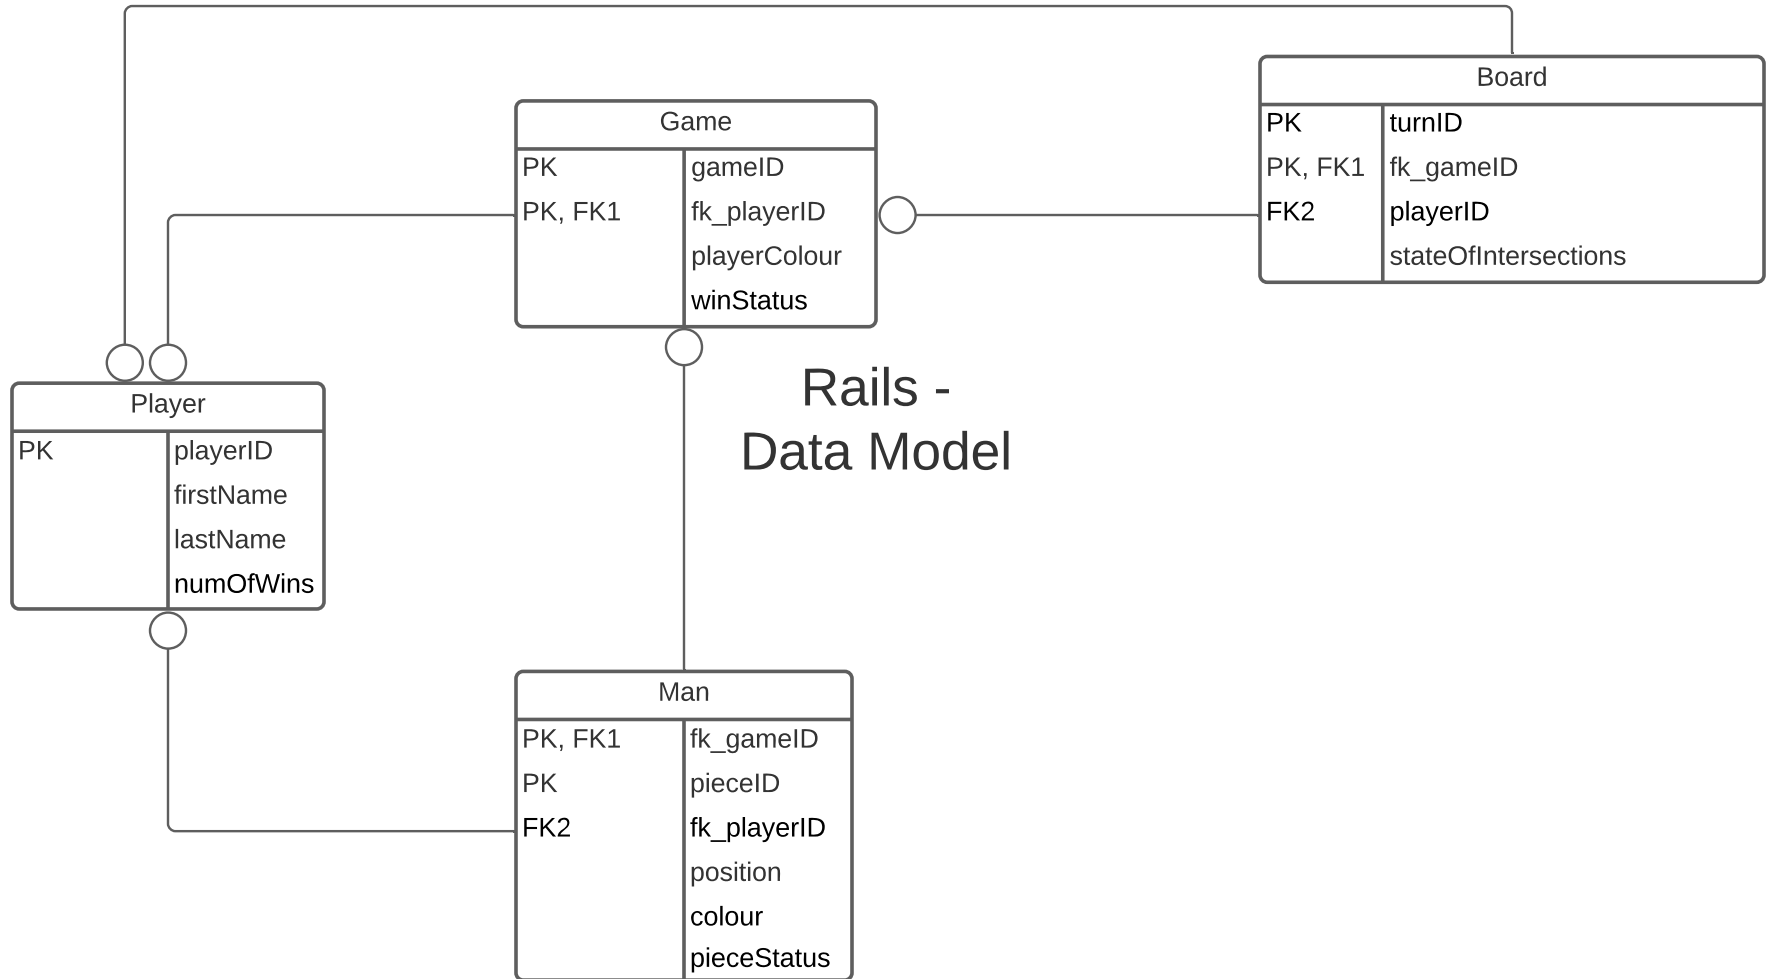 Board
PK turnID
PK, FK1 fk_gameID
FK2 playerID
stateOfIntersections
Game
PK gameID
PK, FK1 fk_playerID
playerColour
winStatus
Rails -
Data Model
Player
PK playerID
firstName
lastName
numOfWins
Man
PK, FK1 fk_gameID
PK pieceID
FK2 fk_playerID
position
colour
pieceStatus